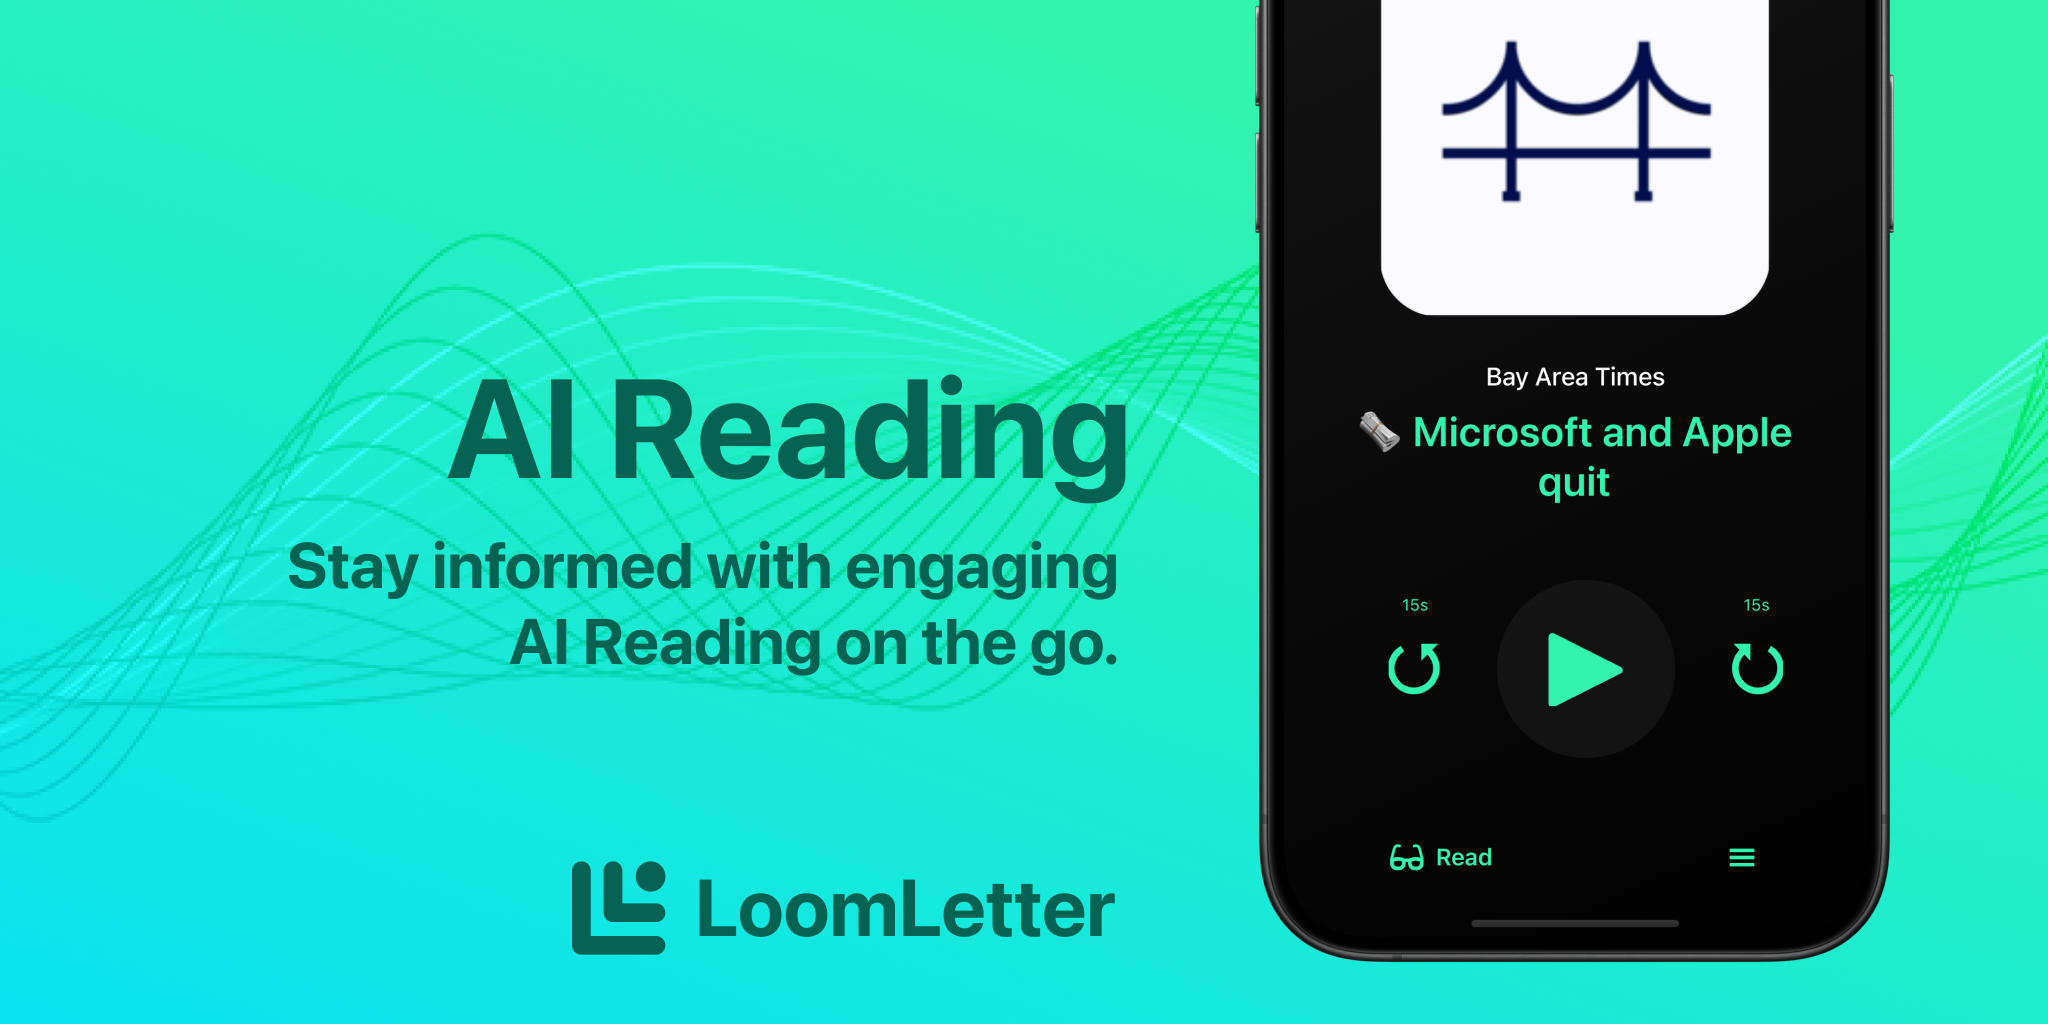 AI Reading
Stay informed with engaging
AI Reading on the go.
LoomLetter
Bay Area Times
🗞️ Microsoft and Apple
quit
15s
15s
Read